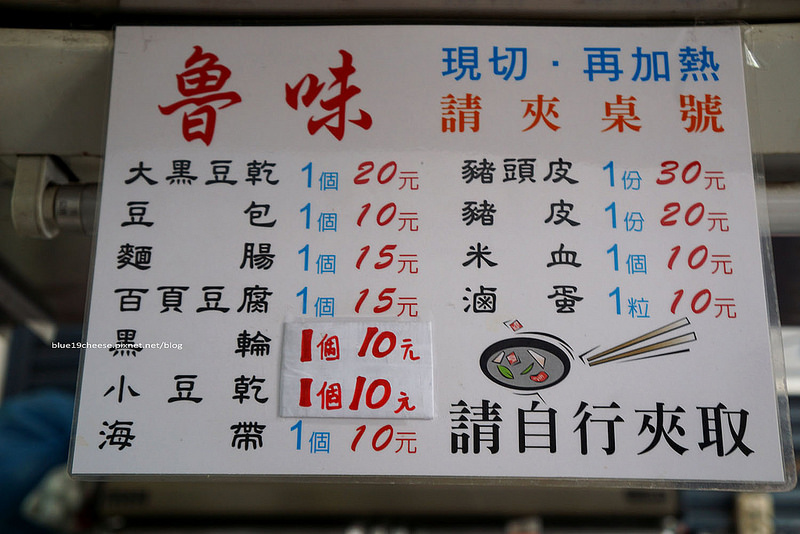 魯味
現切·再加熱
請夾桌號
大黑豆乾 1個 20元
豆包 1個 10元
麵腸 1個 15元
百頁豆腐 1個 15元
黑輪 1個 10元
小豆乾 1個 10元
海帶 1個 10元
豬頭皮 1份 30元
豬皮 1份 20元
米血 1個 10元
滷蛋 1粒 10元
請自行夾取
blue19cheese.pixnet.net/blog